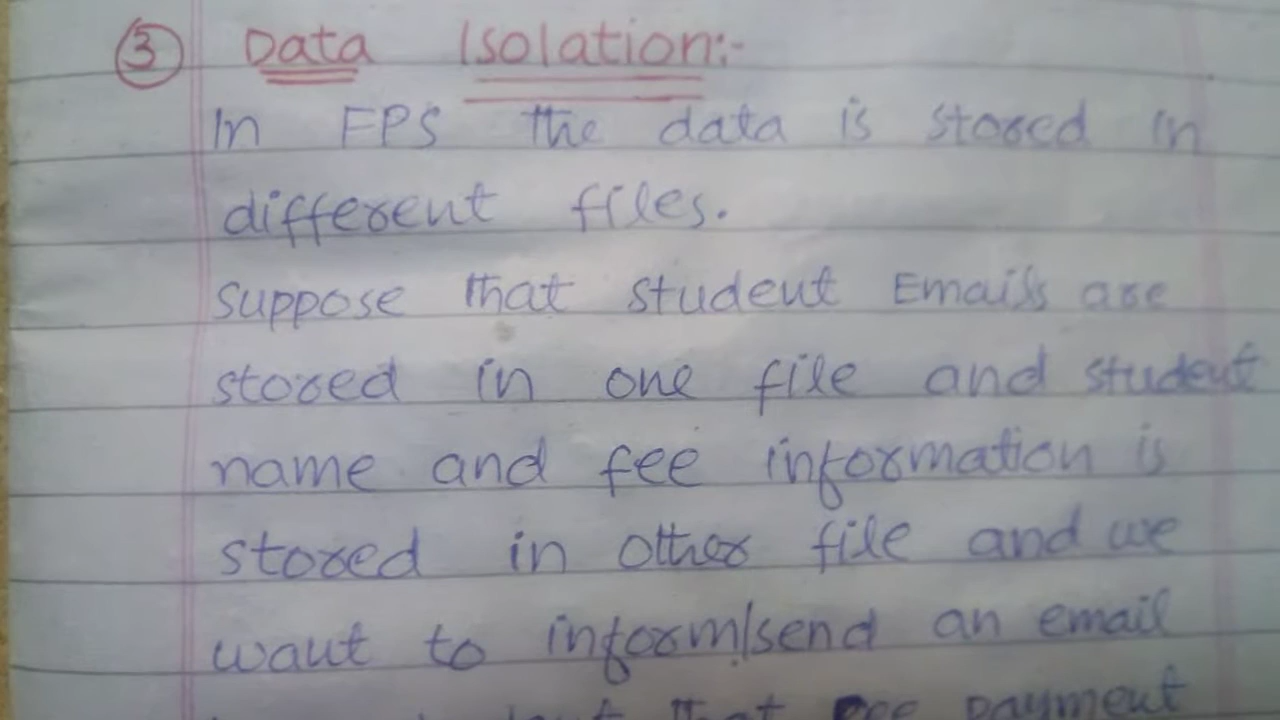 ③ Data Isolation:-
In FPS the data is stored in
different files.
suppose that student Emails are
stored in one file and student
name and fee information is
stored in other file and we
want to inform/send an email
that payment